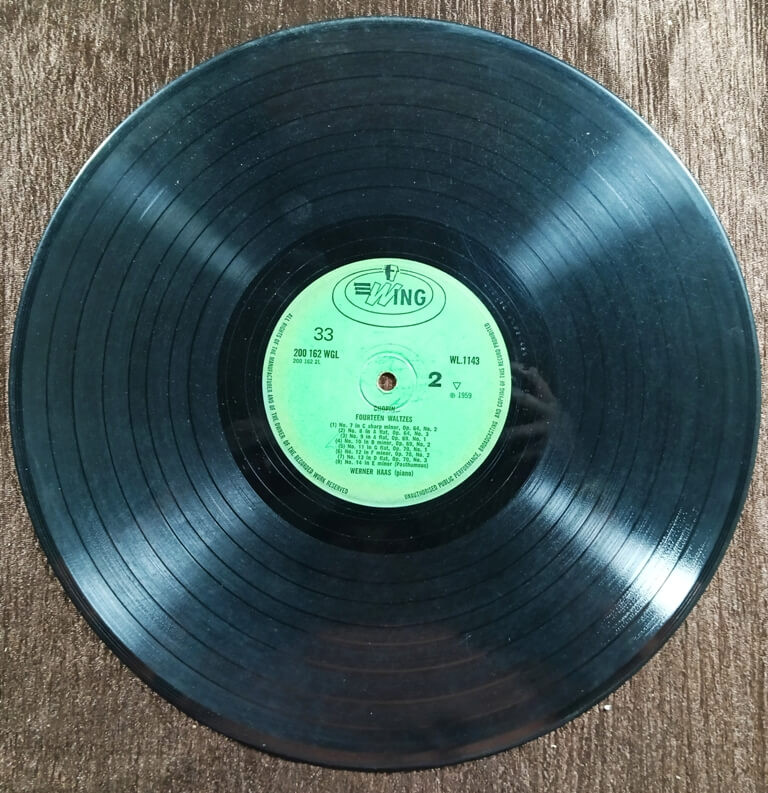 WING
33
200 162 WGL
200 162 2L
WL.1143
2
℗ 1959
CHOPIN
FOURTEEN WALTZES
(1) No. 7 in C sharp minor, Op. 64, No. 2
(2) No. 8 in A flat, Op. 64, No. 3
(3) No. 9 in A flat, Op. 69, No. 1
(4) No. 10 in B minor, Op. 69, No. 2
(5) No. 11 in G flat, Op. 70, No. 1
(6) No. 12 in F minor, Op. 70, No. 2
(7) No. 13 in D flat, Op. 70, No. 3
(8) No. 14 in E minor (Posthumous)
WERNER HAAS (piano)
ALL RIGHTS OF THE MANUFACTURER AND OF THE OWNER OF THE RECORDED WORK RESERVED
UNAUTHORISED PUBLIC PERFORMANCE, BROADCASTING AND COPYING OF THIS RECORD PROHIBITED